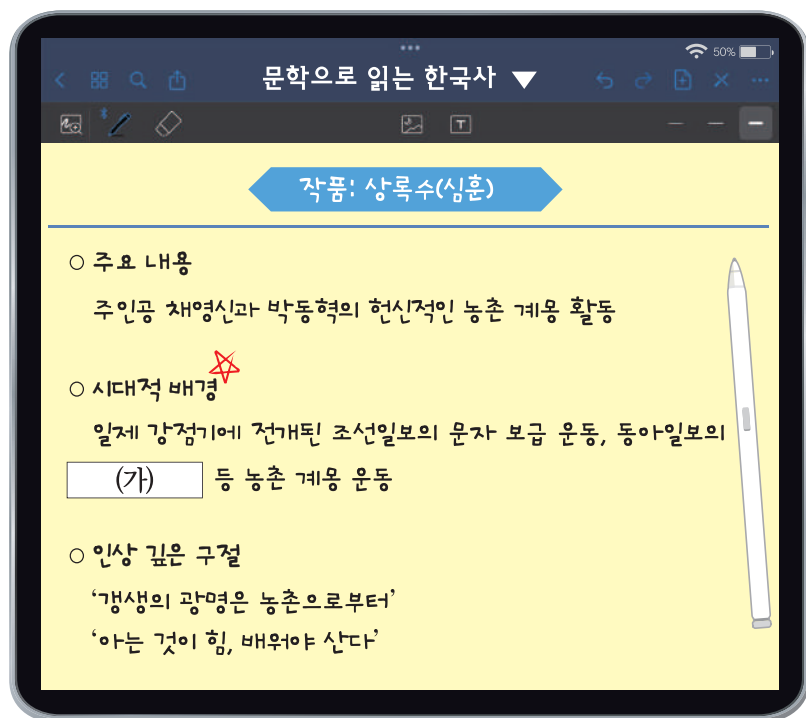 50%
문학으로 읽는 한국사 ▼
T
작품: 상록수(심훈)
○ 주요 내용
주인공 채영신과 박동혁의 헌신적인 농촌 계몽 활동
○ 시대적 배경
일제 강점기에 전개된 조선일보의 문자 보급 운동, 동아일보의
(가) 등 농촌 계몽 운동
○ 인상 깊은 구절
‘갱생의 광명은 농촌으로부터’
‘아는 것이 힘, 배워야 산다’